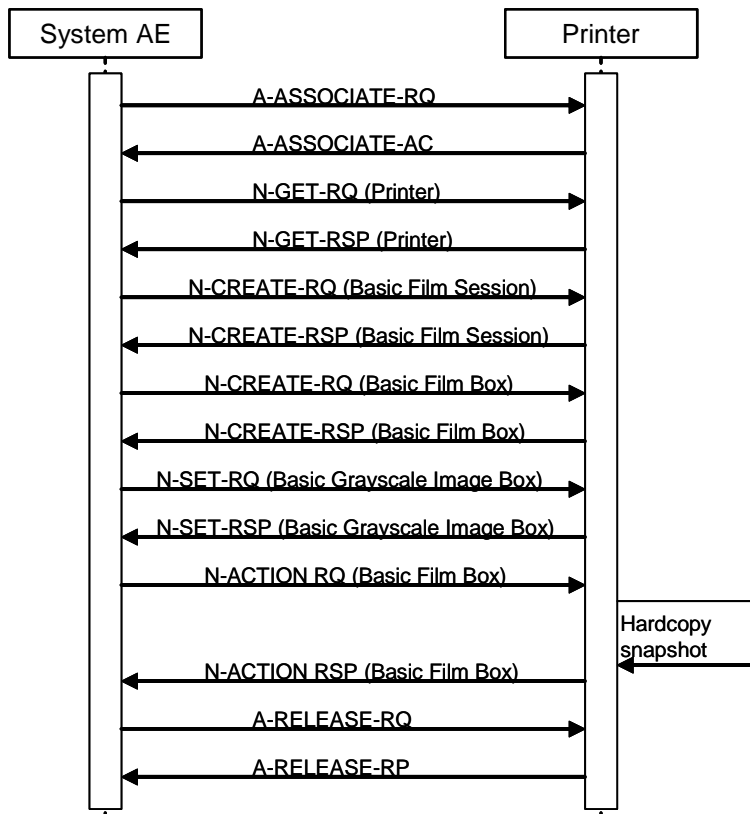 System AE
Printer
A-ASSOCIATE-RQ
A-ASSOCIATE-AC
N-GET-RQ (Printer)
N-GET-RSP (Printer)
N-CREATE-RQ (Basic Film Session)
N-CREATE-RSP (Basic Film Session)
N-CREATE-RQ (Basic Film Box)
N-CREATE-RSP (Basic Film Box)
N-SET-RQ (Basic Grayscale Image Box)
N-SET-RSP (Basic Grayscale Image Box)
N-ACTION RQ (Basic Film Box)
Hardcopy
snapshot
N-ACTION RSP (Basic Film Box)
A-RELEASE-RQ
A-RELEASE-RP